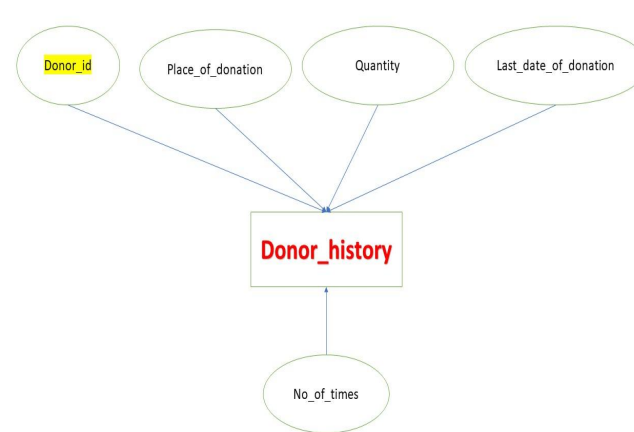 Donor_id
Place_of_donation
Quantity
Last_date_of_donation
Donor_history
No_of_times